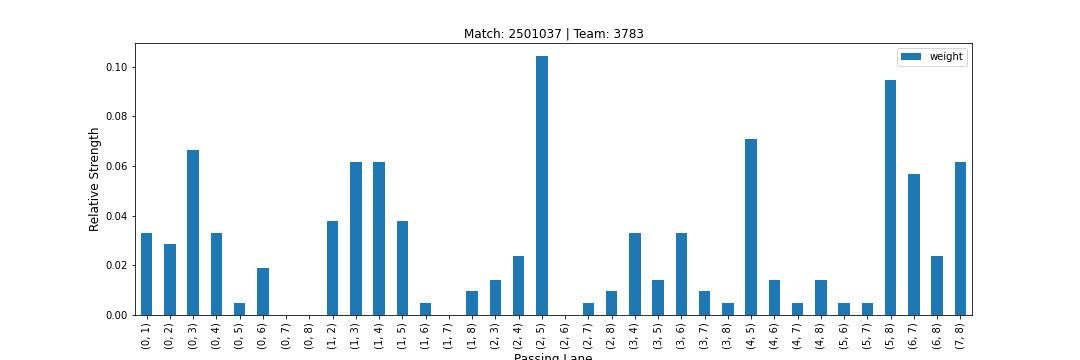 Match: 2501037 | Team: 3783
weight
Relative Strength
0.10
0.08
0.06
0.04
0.02
0.00
(0, 1) (0, 2) (0, 3) (0, 4) (0, 5) (0, 6) (0, 7) (0, 8) (1, 2) (1, 3) (1, 4) (1, 5) (1, 6) (1, 7) (1, 8) (2, 3) (2, 4) (2, 5) (2, 6) (2, 7) (2, 8) (3, 4) (3, 5) (3, 6) (3, 7) (3, 8) (4, 5) (4, 6) (4, 7) (4, 8) (5, 6) (5, 7) (5, 8) (6, 7) (6, 8) (7, 8)
Passing Lane